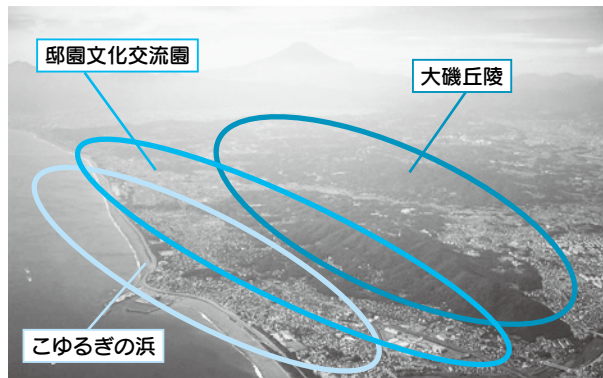 邸園文化交流園
大磯丘陵
こゆるぎの浜